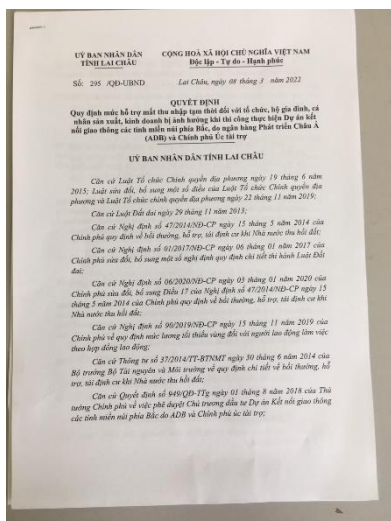 UỶ BAN NHÂN DÂN
TỈNH LAI CHÂU
CỘNG HOÀ XÃ HỘI CHỦ NGHĨA VIỆT NAM
Độc lập - Tự do - Hạnh phúc
Số: 295 /QĐ-UBND
Lai Châu, ngày 08 tháng 3 năm 2022
QUYẾT ĐỊNH
Quy định mức hỗ trợ mất thu nhập tạm thời đối với tổ chức, hộ gia đình, cá
nhân sản xuất, kinh doanh bị ảnh hưởng khi thi công thực hiện Dự án kết
nối giao thông các tỉnh miền núi phía Bắc, do ngân hàng Phát triển Châu Á
(ADB) và Chính phủ Úc tài trợ
UỶ BAN NHÂN DÂN TỈNH LAI CHÂU
Căn cứ Luật Tổ chức Chính quyền địa phương ngày 19 tháng 6 năm
2015; Luật sửa đổi, bổ sung một số điều của Luật Tổ chức Chính quyền địa
phương và Luật Tổ chức chính quyền địa phương ngày 22 tháng 11 năm 2019;
Căn cứ Luật Đất đai ngày 29 tháng 11 năm 2013;
Căn cứ Nghị định số 47/2014/NĐ-CP ngày 15 tháng 5 năm 2014 của
Chính phủ quy định về bồi thường, hỗ trợ, tái định cư khi Nhà nước thu hồi đất;
Căn cứ Nghị định số 01/2017/NĐ-CP ngày 06 tháng 01 năm 2017 của
Chính phủ sửa đổi, bổ sung một số nghị định quy định chi tiết thi hành Luật Đất
đai;
Căn cứ Nghị định số 06/2020/NĐ-CP ngày 03 tháng 01 năm 2020 của
Chính phủ sửa đổi, bổ sung Điều 17 của Nghị định số 47/2014/NĐ-CP ngày 15
tháng 5 năm 2014 của Chính phủ quy định về bồi thường, hỗ trợ, tái định cư khi
Nhà nước thu hồi đất;
Căn cứ Nghị định số 90/2019/NĐ-CP ngày 15 tháng 11 năm 2019 của
Chính phủ về quy định mức lương tối thiểu vùng đối với người lao động làm việc
theo hợp đồng lao động;
Căn cứ Thông tư số 37/2014/TT-BTNMT ngày 30 tháng 6 năm 2014 của
Bộ trưởng Bộ Tài nguyên và Môi trường về quy định chi tiết về bồi thường, hỗ
trợ, tái định cư khi Nhà nước thu hồi đất;
Căn cứ Quyết định số 949/QĐ-TTg ngày 01 tháng 8 năm 2018 của Thủ
tướng Chính phủ về việc phê duyệt Chủ trương đầu tư Dự án Kết nối giao thông
các tỉnh miền núi phía Bắc do ADB và Chính phủ úc tài trợ;